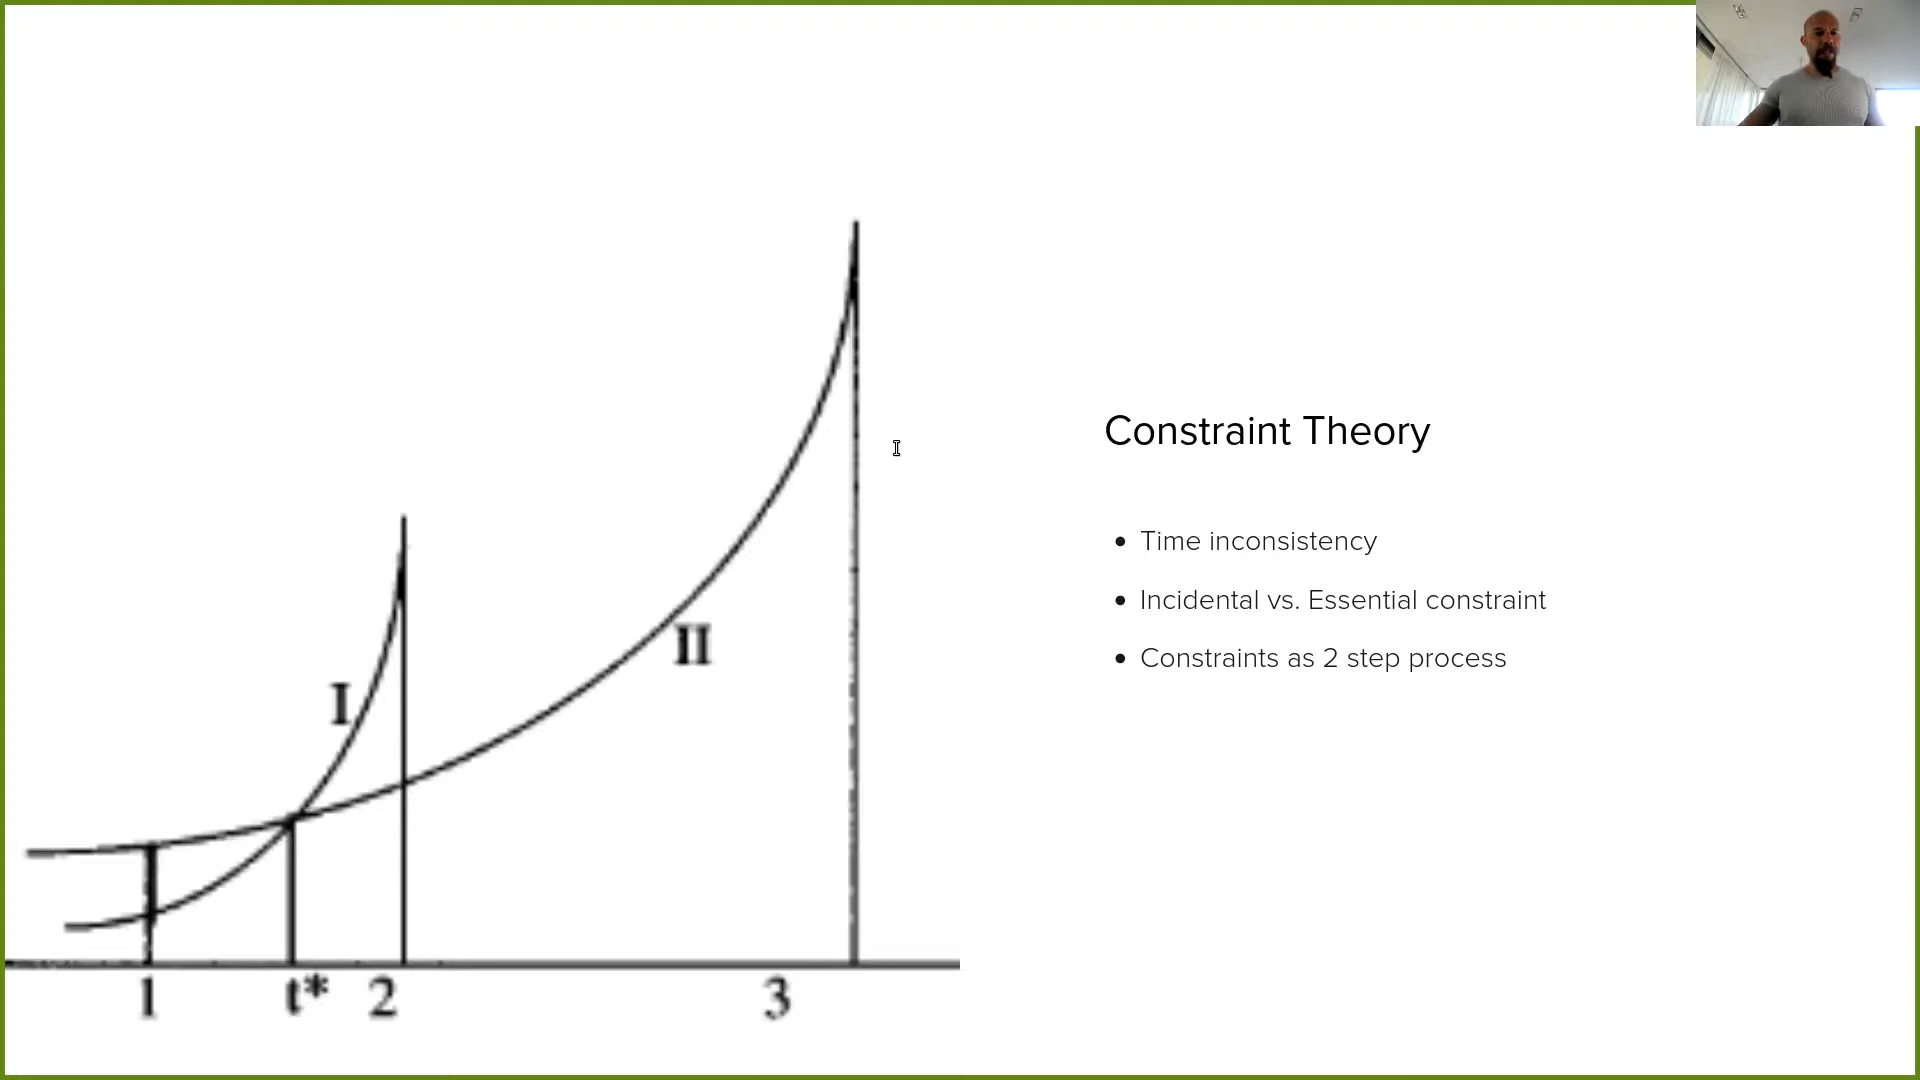 I
II
1
t*
2
3
Constraint Theory
Time inconsistency
Incidental vs. Essential constraint
Constraints as 2 step process